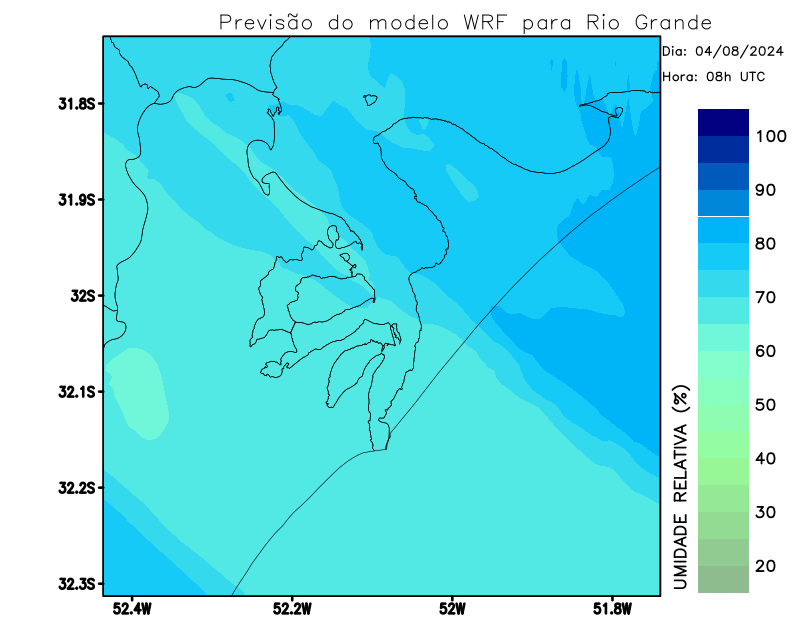 Previsão do modelo WRF para Rio Grande
Dia: 04/08/2024
Hora: 08h UTC
31.8S
31.9S
32S
32.1S
32.2S
32.3S
52.4W 52.2W 52W 51.8W
UMIDADE RELATIVA (%)
100
90
80
70
60
50
40
30
20